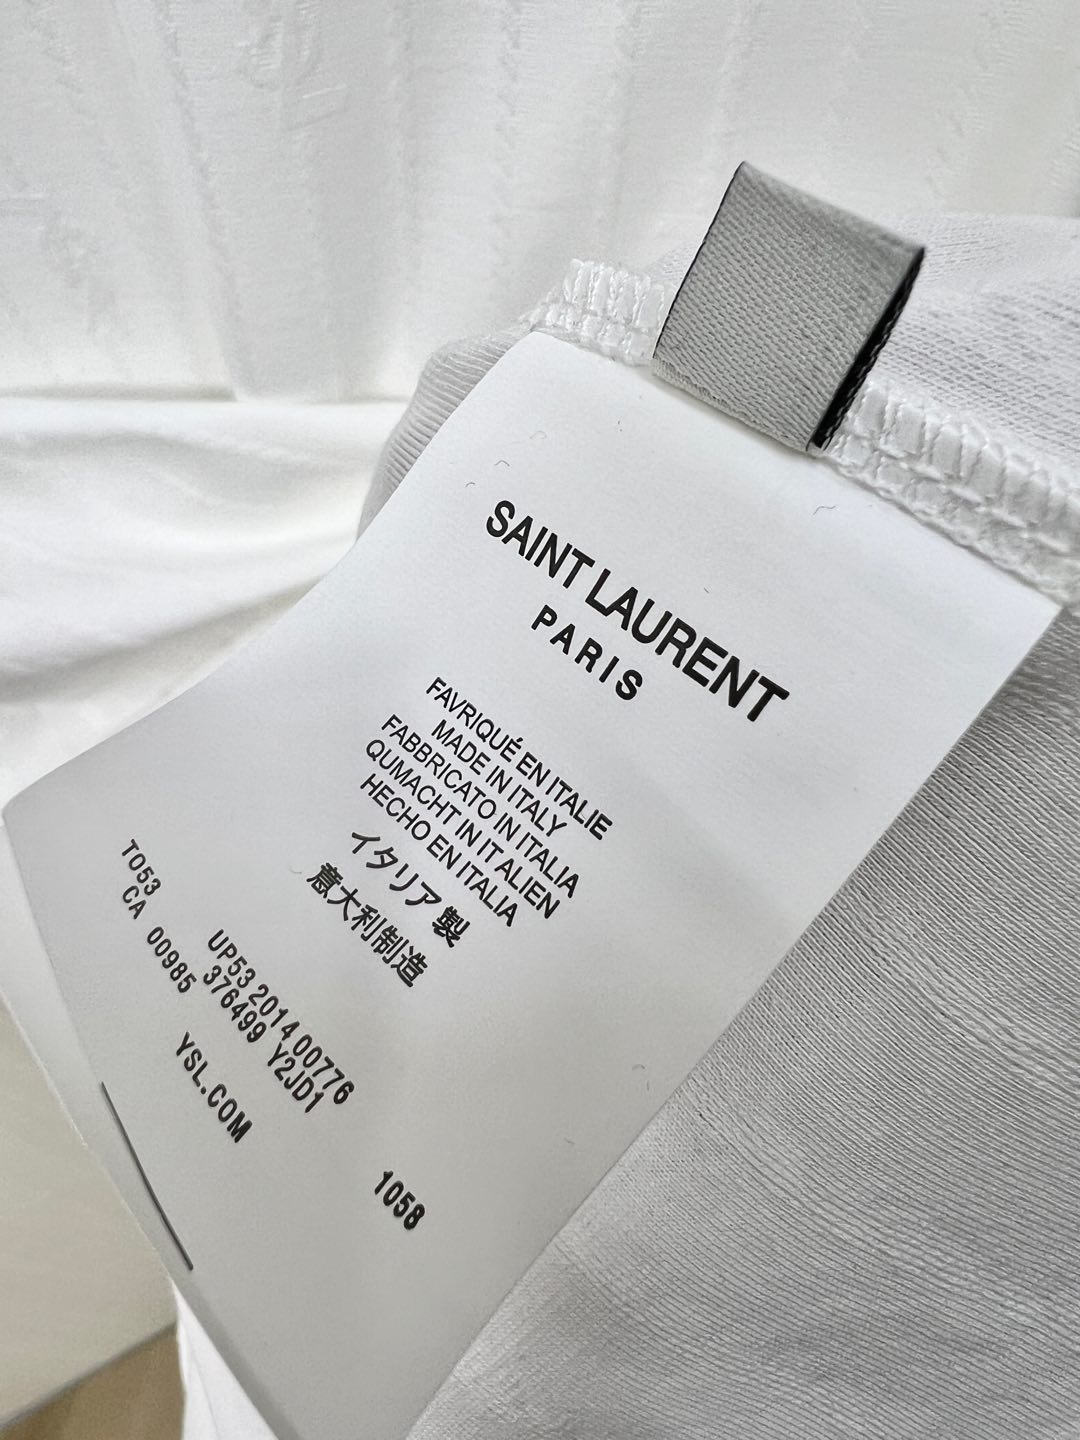 SAINT LAURENT
PARIS
FAVRIQUÉ EN ITALIE
MADE IN ITALY
FABBRICATO IN ITALIA
QUMACHT IN IT ALIEN
HECHO EN ITALIA
イタリア 製
意大利制造
T053 UP53 2014 00776
CA 00985 376499 Y2JD1
YSL.COM
1058